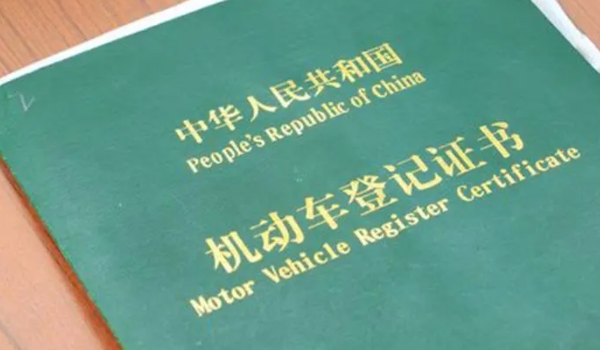 中华人民共和国
People's Republic of China
机动车登记证书
Motor Vehicle Register Certificate